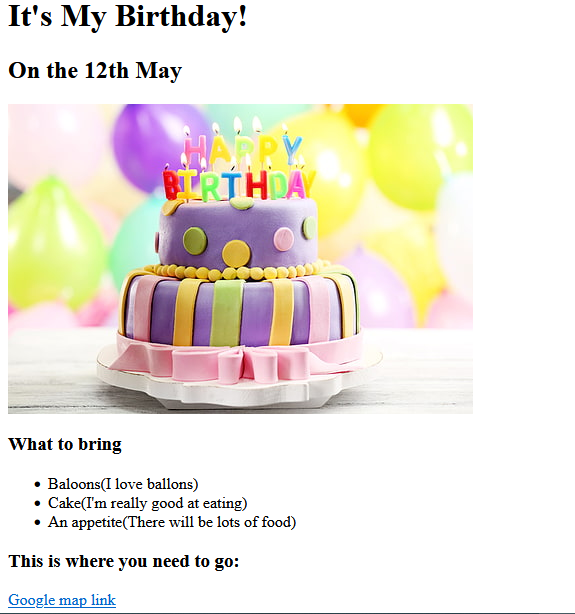 It's My Birthday!
On the 12th May
HAPPY
BIRTHDAY
What to bring
Baloons(I love ballons)
Cake(I'm really good at eating)
An appetite(There will be lots of food)
This is where you need to go:
Google map link